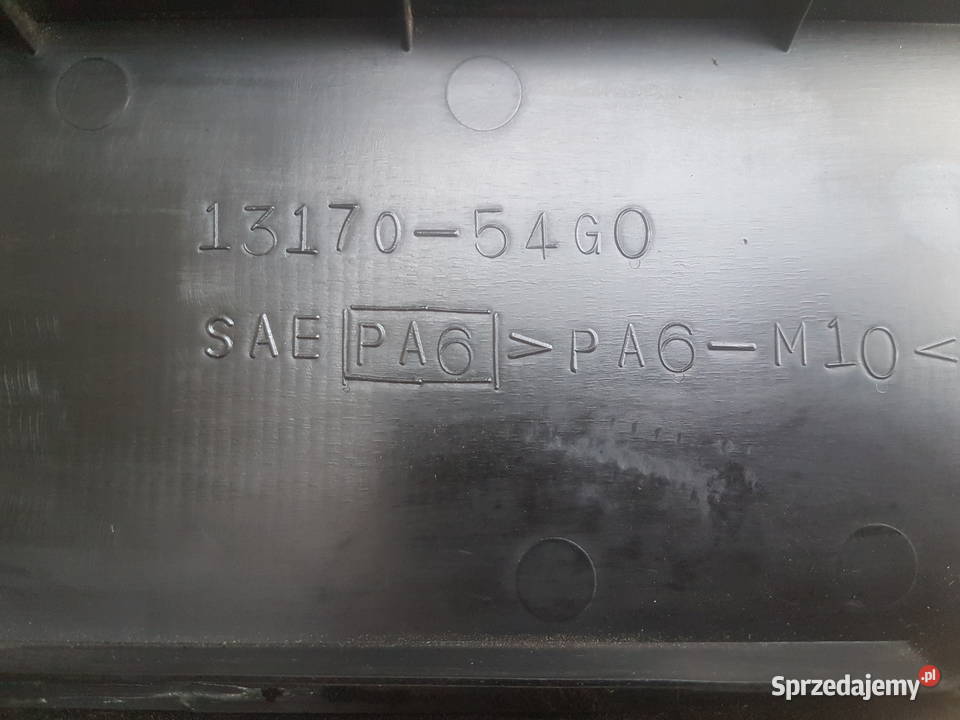 13170-54G0
SAE PA6 >PA6-M10<
Sprzedajemy.pl